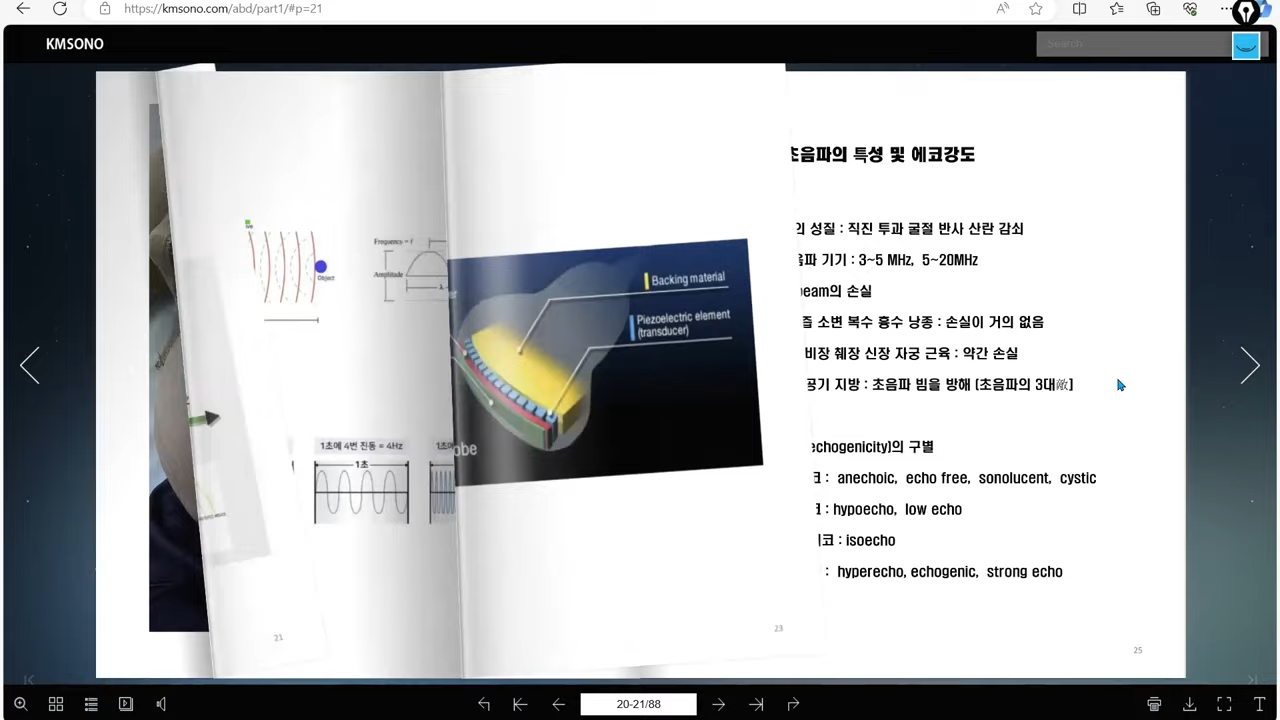 https://kmsono.com/abd/part1/#p=21
KMSONO
Search
Object
Frequency = f
Amplitude
1초에 4번 진동 = 4Hz
1초
21
Backing material
Piezoelectric element
(transducer)
23
초음파의 특성 및 에코강도
의 성질 : 직진 투과 굴절 반사 산란 감쇠
음파 기기 : 3~5 MHz, 5~20MHz
beam의 손실
즙 소변 복수 흉수 낭종 : 손실이 거의 없음
비장 췌장 신장 자궁 근육 : 약간 손실
공기 지방 : 초음파 빔을 방해 (초음파의 3대敵)
echogenicity)의 구별
: anechoic, echo free, sonolucent, cystic
: hypoecho, low echo
코 : isoecho
: hyperecho, echogenic, strong echo
25
20-21/88